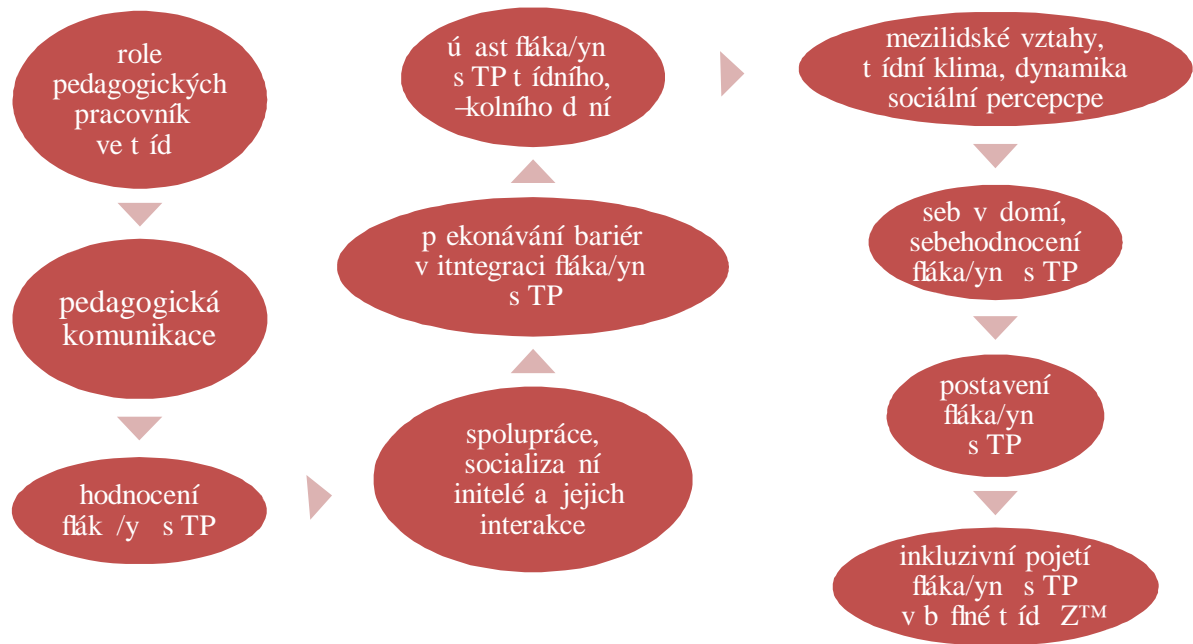 role
pedagogických
pracovník
ve t íd
pedagogická
komunikace
hodnocení
flák /y s TP
spolupráce,
socializa ní
initelé a jejich
interakce
p ekonávání bariér
v itntegraci fláka/yn
s TP
ú ast fláka/yn
s TP t ídního,
–kolního d ní
mezilidské vztahy,
t ídní klima, dynamika
sociální percepcpe
seb v domí,
sebehodnocení
fláka/yn s TP
postavení
fláka/yn
s TP
inkluzivní pojetí
fláka/yn s TP
v b flné t íd Z™